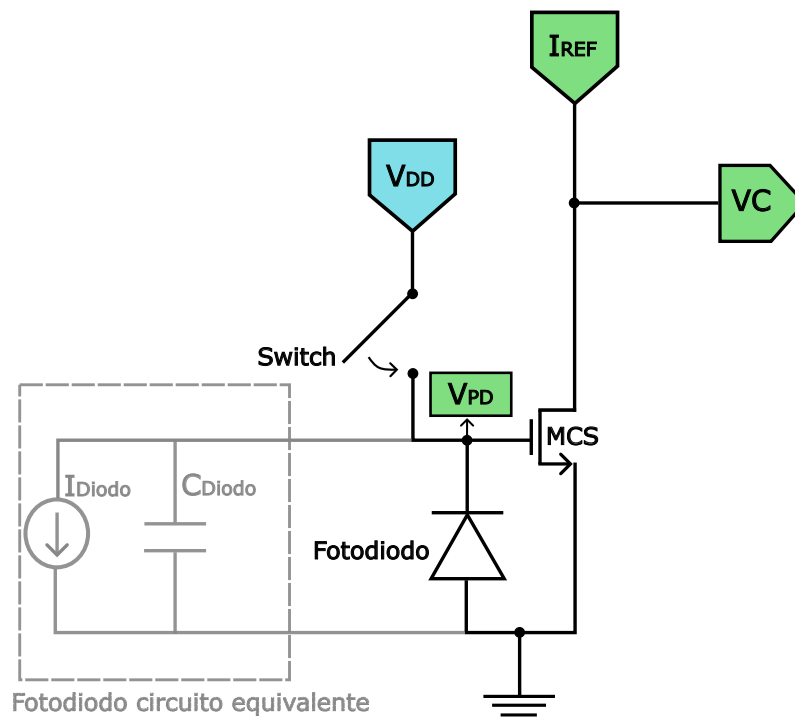 IREF
VDD
VC
Switch
VPD
MCS
IDiodo
CDiodo
Fotodiodo
Fotodiodo circuito equivalente